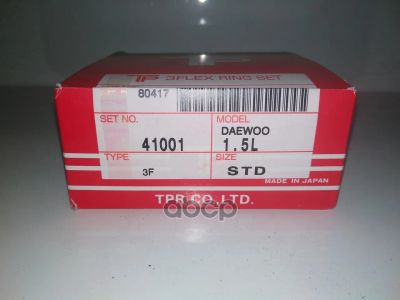 TP 3FLEX RING SET
80417
SET NO. MODEL
DAEWOO
41001 1.5L
TYPE SIZE
3F STD
MADE IN JAPAN
TPR CO., LTD.
abcp